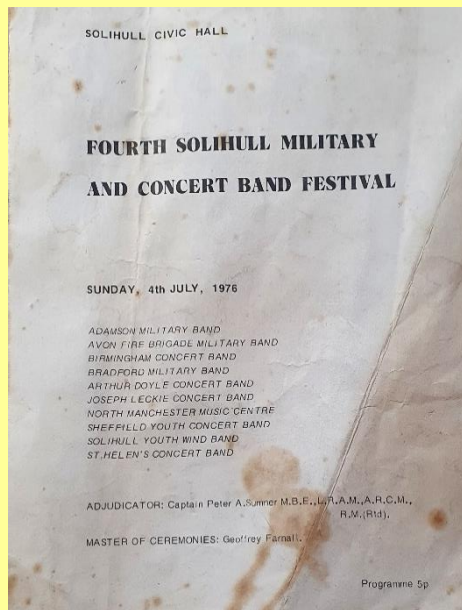 SOLIHULL CIVIC HALL
FOURTH SOLIHULL MILITARY
AND CONCERT BAND FESTIVAL
SUNDAY, 4th JULY, 1976
ADAMSON MILITARY BAND
AVON FIRE BRIGADE MILITARY BAND
BIRMINGHAM CONCERT BAND
BRADFORD MILITARY BAND
ARTHUR DOYLE CONCERT BAND
JOSEPH LECKIE CONCERT BAND
NORTH MANCHESTER MUSIC CENTRE
SHEFFIELD YOUTH CONCERT BAND
SOLIHULL YOUTH WIND BAND
ST.HELEN'S CONCERT BAND
ADJUDICATOR: Captain Peter A.Sumner M.B.E.,L.R.A.M.,A.R.C.M.,
R.M.(Rtd).
MASTER OF CEREMONIES: Geoffrey Farnall.
Programme 5p